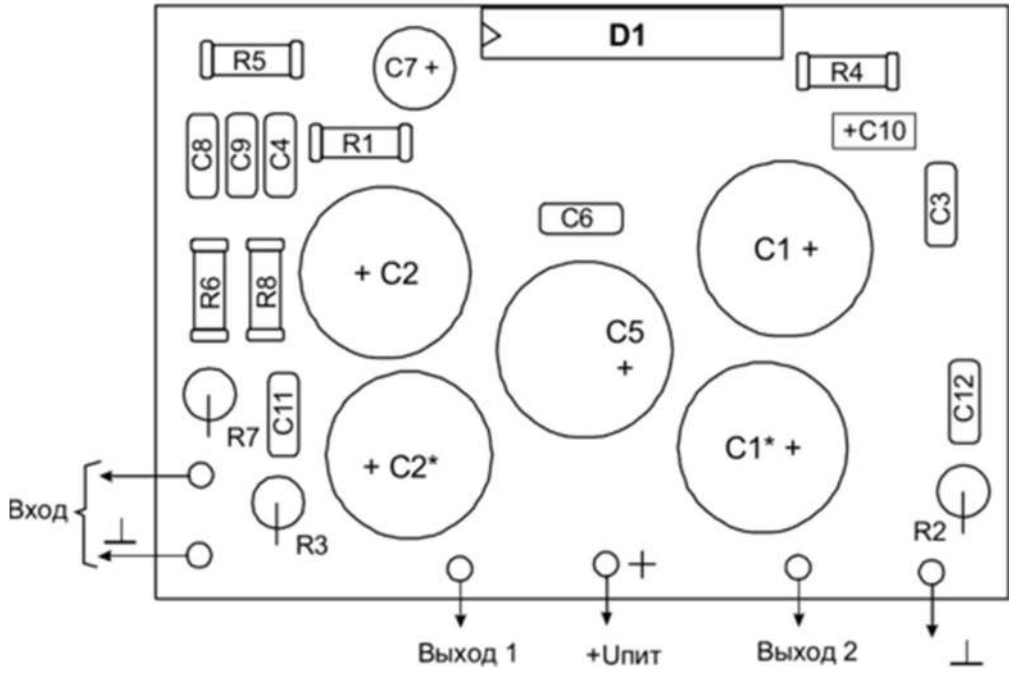 D1
R5
C7 +
R4
+C10
R1
C8
C9
C4
C3
C6
+ C2
C1 +
R6
R8
C5
+
C11
C12
R7
+ C2*
C1* +
Вход
R3
R2
+
Выход 1
+Uпит
Выход 2